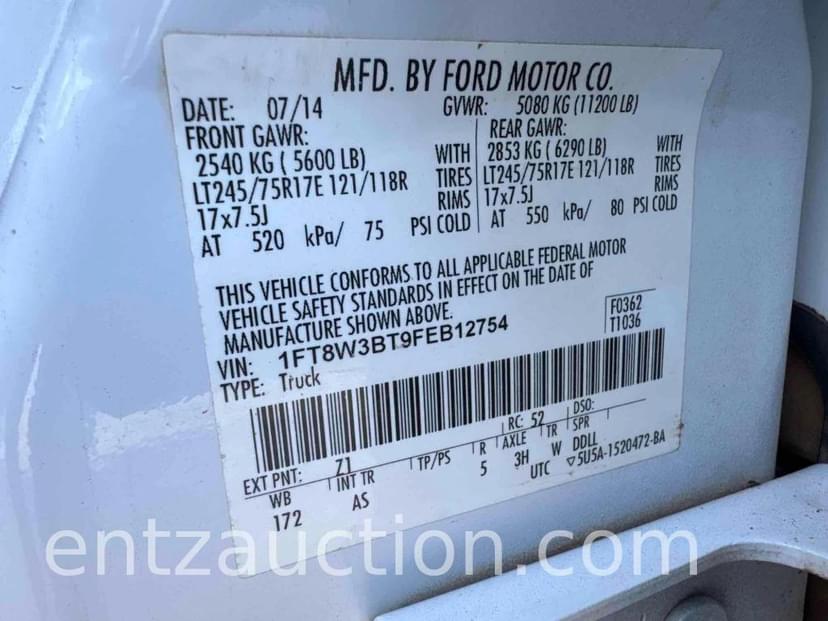 MFD. BY FORD MOTOR CO.
DATE: 07/14 GVWR: 5080 KG (11200 LB)
FRONT GAWR: REAR GAWR:
2540 KG ( 5600 LB) WITH 2853 KG ( 6290 LB) WITH
LT245/75R17E 121/118R TIRES LT245/75R17E 121/118R TIRES
17x7.5J RIMS 17x7.5J RIMS
AT 520 kPa/ 75 PSI COLD AT 550 kPa/ 80 PSI COLD
THIS VEHICLE CONFORMS TO ALL APPLICABLE FEDERAL MOTOR
VEHICLE SAFETY STANDARDS IN EFFECT ON THE DATE OF
MANUFACTURE SHOWN ABOVE.
F0362
VIN: 1FT8W3BT9FEB12754
T1036
TYPE: Truck
RC: 52 DSO:
EXT PNT: Z1
WB INT TR TP/PS R AXLE TR SPR
172 AS 5 3H W DDLL
UTC ▽5U5A-1520472-BA
entzauction.com